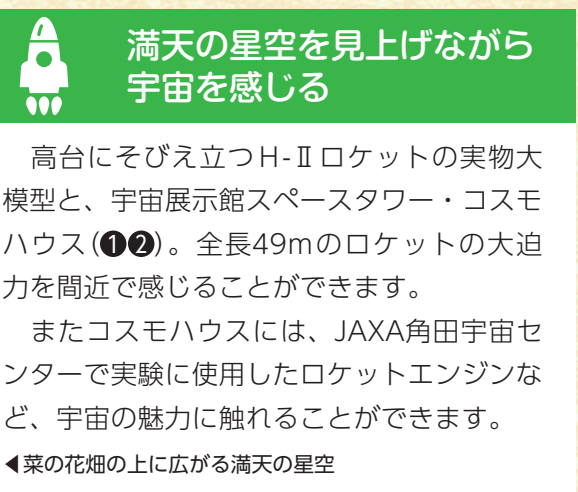 満天の星空を見上げながら
宇宙を感じる
　高台にそびえ立つH-Ⅱロケットの実物大
模型と、宇宙展示館スペースタワー・コスモ
ハウス(❶❷)。全長49mのロケットの大迫
力を間近で感じることができます。
　またコスモハウスには、JAXA角田宇宙セ
ンターで実験に使用したロケットエンジンな
ど、宇宙の魅力に触れることができます。
◀菜の花畑の上に広がる満天の星空